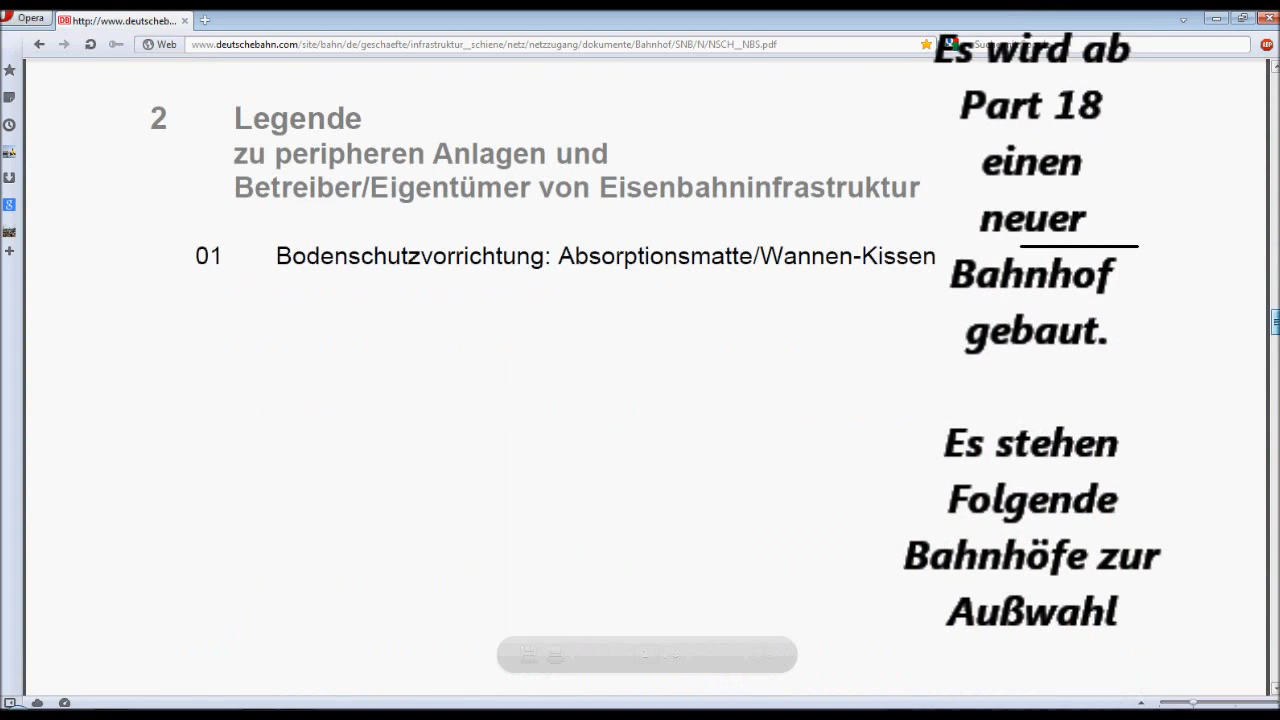 Opera
http://www.deutscheb...
Web
www.deutschebahn.com/site/bahn/de/geschaefte/infrastruktur__schiene/netz/netzzugang/dokumente/Bahnhof/SNB/N/NSCH__NBS.pdf
2 Legende
zu peripheren Anlagen und
Betreiber/Eigentümer von Eisenbahninfrastruktur
01 Bodenschutzvorrichtung: Absorptionsmatte/Wannen-Kissen
Es wird ab
Part 18
einen
neuer
Bahnhof
gebaut.
Es stehen
Folgende
Bahnhöfe zur
Außwahl